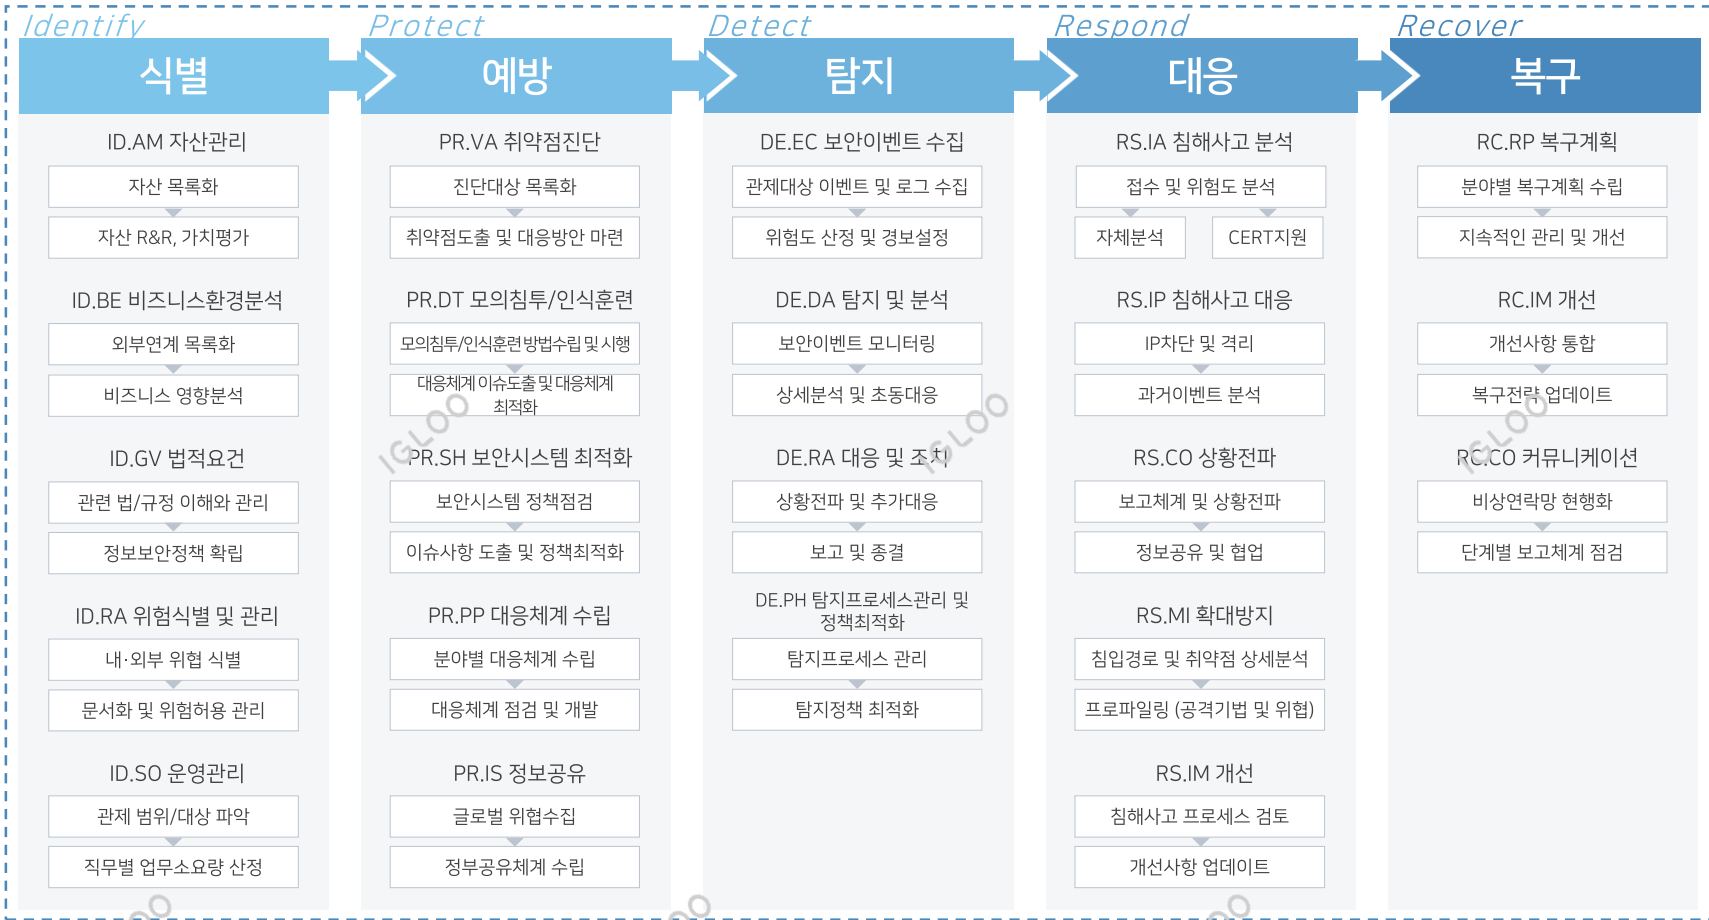 Identify
식별
ID.AM 자산관리
자산 목록화
자산 R&R, 가치평가
ID.BE 비즈니스환경분석
외부연계 목록화
비즈니스 영향분석
ID.GV 법적요건
관련 법/규정 이해와 관리
정보보안정책 확립
ID.RA 위험식별 및 관리
내·외부 위협 식별
문서화 및 위험허용 관리
ID.SO 운영관리
관제 범위/대상 파악
직무별 업무소요량 산정
Protect
예방
PR.VA 취약점진단
진단대상 목록화
취약점도출 및 대응방안 마련
PR.DT 모의침투/인식훈련
모의침투/인식훈련 방법수립 및 시행
대응체계 이슈도출 및 대응체계
최적화
PR.SH 보안시스템 최적화
보안시스템 정책점검
이슈사항 도출 및 정책최적화
PR.PP 대응체계 수립
분야별 대응체계 수립
대응체계 점검 및 개발
PR.IS 정보공유
글로벌 위협수집
정부공유체계 수립
Detect
탐지
DE.EC 보안이벤트 수집
관제대상 이벤트 및 로그 수집
위험도 산정 및 경보설정
DE.DA 탐지 및 분석
보안이벤트 모니터링
상세분석 및 초동대응
DE.RA 대응 및 조치
상황전파 및 추가대응
보고 및 종결
DE.PH 탐지프로세스관리 및
정책최적화
탐지프로세스 관리
탐지정책 최적화
Respond
대응
RS.IA 침해사고 분석
접수 및 위험도 분석
자체분석
CERT지원
RS.IP 침해사고 대응
IP차단 및 격리
과거이벤트 분석
RS.CO 상황전파
보고체계 및 상황전파
정보공유 및 협업
RS.MI 확대방지
침입경로 및 취약점 상세분석
프로파일링 (공격기법 및 위협)
RS.IM 개선
침해사고 프로세스 검토
개선사항 업데이트
Recover
복구
RC.RP 복구계획
분야별 복구계획 수립
지속적인 관리 및 개선
RC.IM 개선
개선사항 통합
복구전략 업데이트
RC.CO 커뮤니케이션
비상연락망 현행화
단계별 보고체계 점검
IGLOO
IGLOO
IGLOO